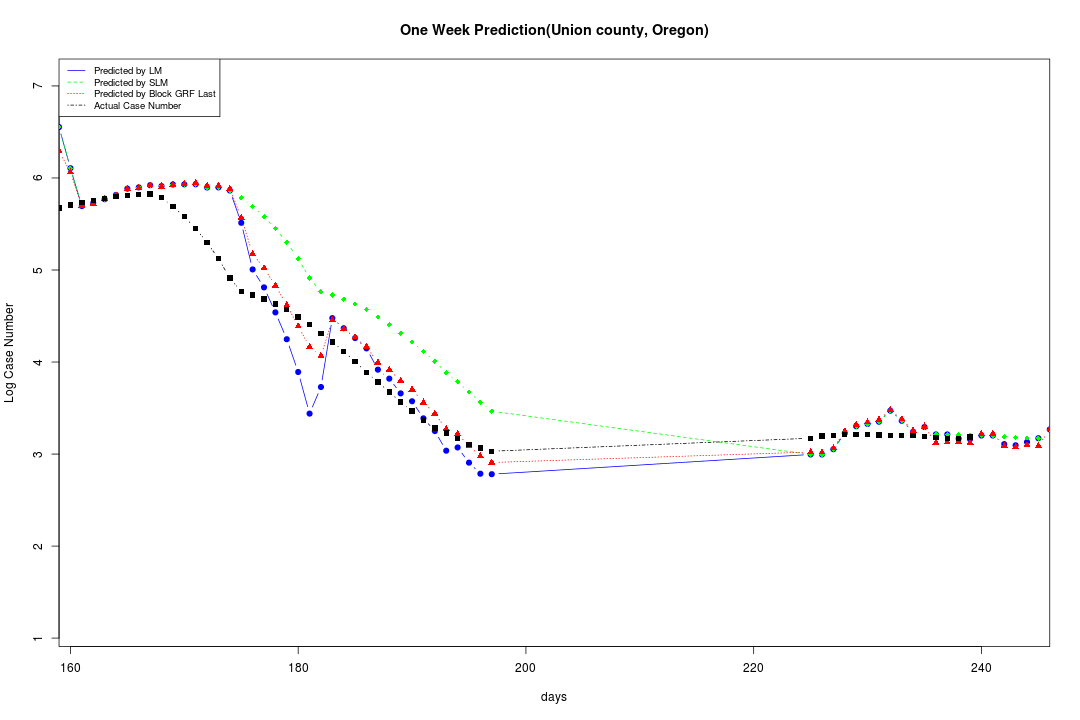 One Week Prediction(Union county, Oregon)
Predicted by LM
Predicted by SLM
Predicted by Block GRF Last
Actual Case Number
7
6
5
4
3
2
1
Log Case Number
160 180 200 220 240
days